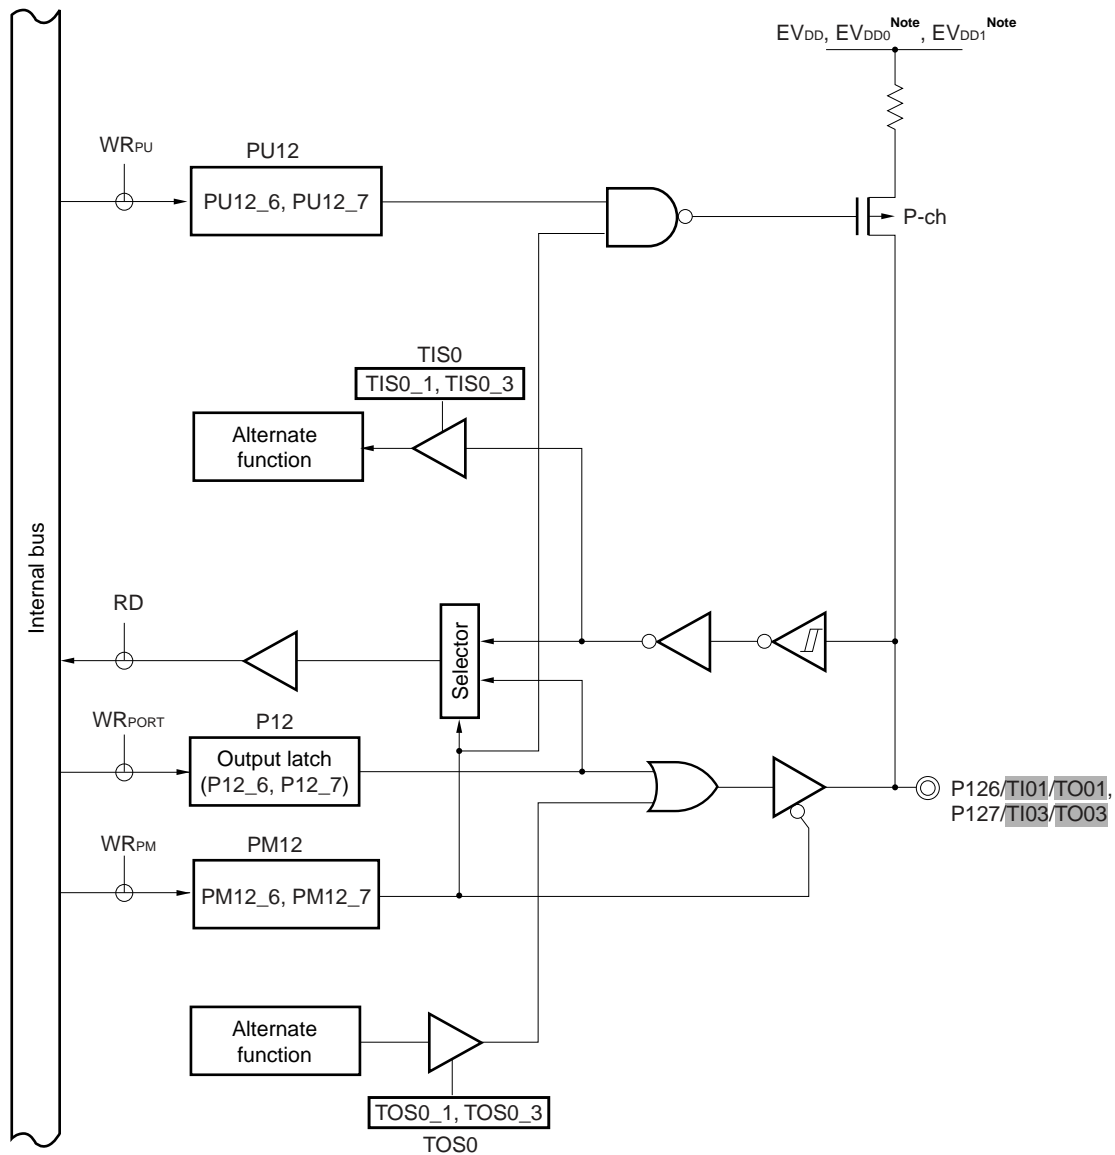 EVDD, EVDD0Note, EVDD1Note
WRPU
PU12
PU12_6, PU12_7
P-ch
TIS0
TIS0_1, TIS0_3
Alternate
function
Internal bus
RD
Selector
WRPORT
P12
Output latch
(P12_6, P12_7)
P126/TI01/TO01,
P127/TI03/TO03
WRPM
PM12
PM12_6, PM12_7
Alternate
function
TOS0_1, TOS0_3
TOS0